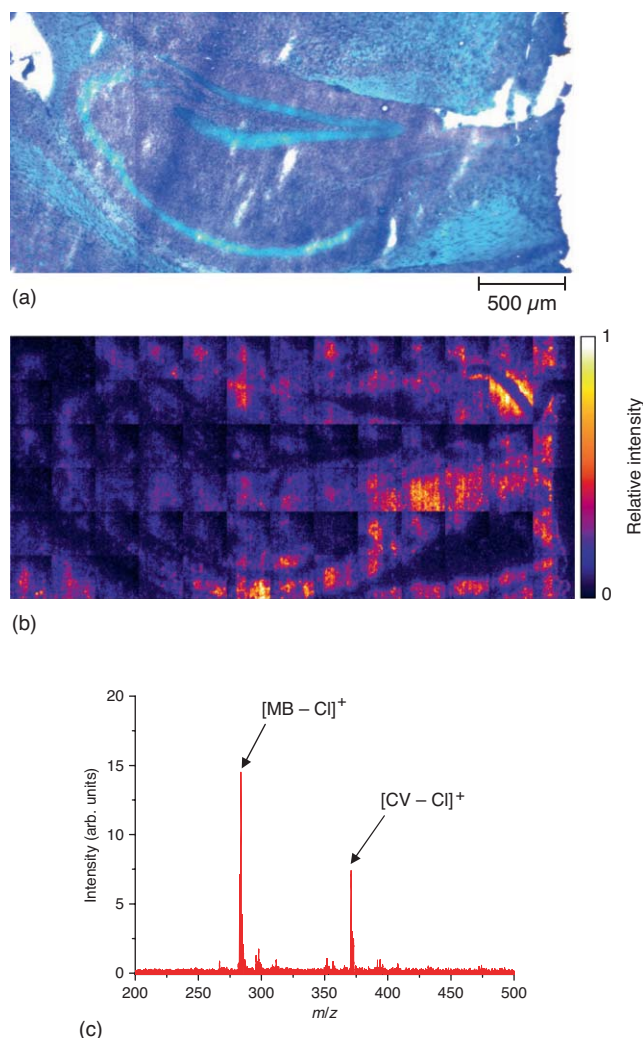 (a)
500 µm
1
Relative intensity
0
(b)
20
15
10
5
0
Intensity (arb. units)
[MB – Cl]⁺
[CV – Cl]⁺
200 250 300 350 400 450 500
m/z
(c)